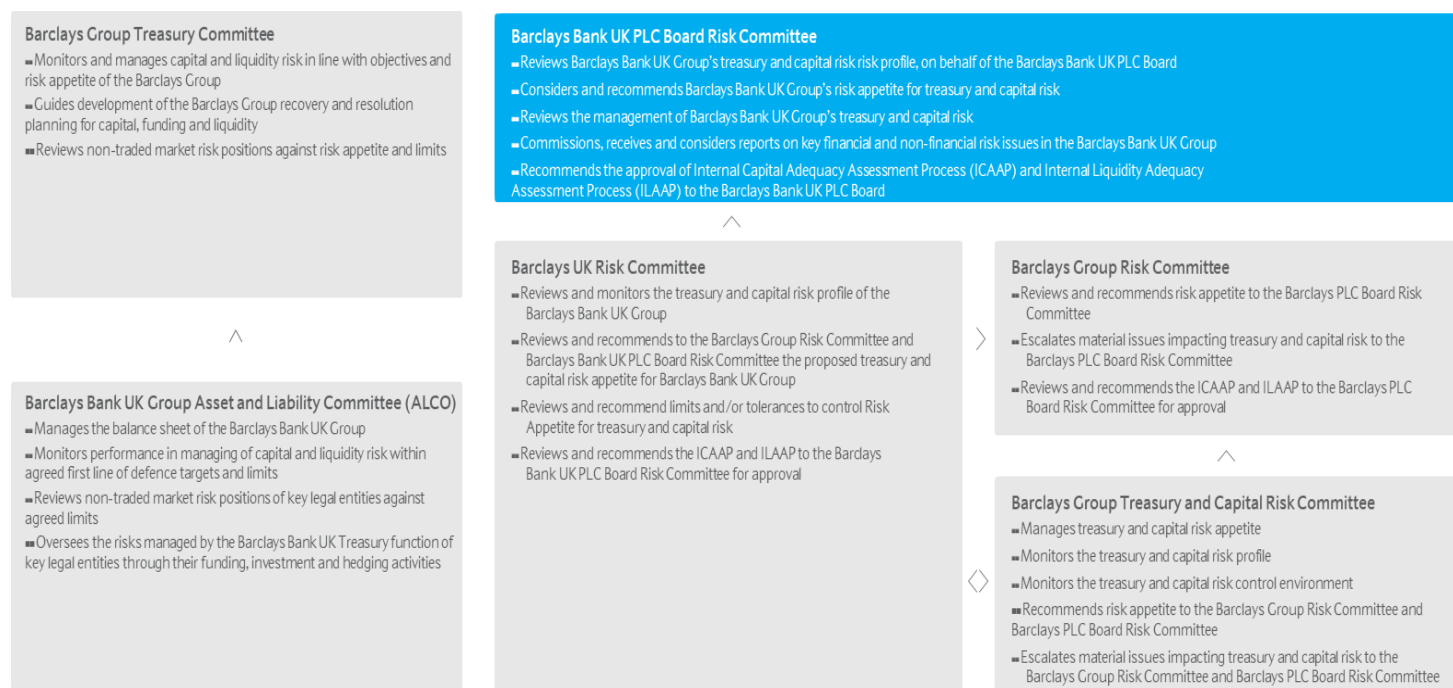 Barclays Group Treasury Committee
▪Monitors and manages capital and liquidity risk in line with objectives and
risk appetite of the Barclays Group
▪Guides development of the Barclays Group recovery and resolution
planning for capital, funding and liquidity
▪Reviews non-traded market risk positions against risk appetite and limits
Barclays Bank UK Group Asset and Liability Committee (ALCO)
▪Manages the balance sheet of the Barclays Bank UK Group
▪Monitors performance in managing of capital and liquidity risk within
agreed first line of defence targets and limits
▪Reviews non-traded market risk positions of key legal entities against
agreed limits
▪Oversees the risks managed by the Barclays Bank UK Treasury function of
key legal entities through their funding, investment and hedging activities
Barclays Bank UK PLC Board Risk Committee
▪Reviews Barclays Bank UK Group's treasury and capital risk risk profile, on behalf of the Barclays Bank UK PLC Board
▪Considers and recommends Barclays Bank UK Group's risk appetite for treasury and capital risk
▪Reviews the management of Barclays Bank UK Group's treasury and capital risk
▪Commissions, receives and considers reports on key financial and non-financial risk issues in the Barclays Bank UK Group
▪Recommends the approval of Internal Capital Adequacy Assessment Process (ICAAP) and Internal Liquidity Adequacy
Assessment Process (ILAAP) to the Barclays Bank UK PLC Board
Barclays UK Risk Committee
▪Reviews and monitors the treasury and capital risk profile of the
Barclays Bank UK Group
▪Reviews and recommends to the Barclays Group Risk Committee and
Barclays Bank UK PLC Board Risk Committee the proposed treasury and
capital risk appetite for Barclays Bank UK Group
▪Reviews and recommend limits and/or tolerances to control Risk
Appetite for treasury and capital risk
▪Reviews and recommends the ICAAP and ILAAP to the Barclays
Bank UK PLC Board Risk Committee for approval
Barclays Group Risk Committee
▪Reviews and recommends risk appetite to the Barclays PLC Board Risk
Committee
▪Escalates material issues impacting treasury and capital risk to the
Barclays PLC Board Risk Committee
▪Reviews and recommends the ICAAP and ILAAP to the Barclays PLC
Board Risk Committee for approval
Barclays Group Treasury and Capital Risk Committee
▪Manages treasury and capital risk appetite
▪Monitors the treasury and capital risk profile
▪Monitors the treasury and capital risk control environment
▪Recommends risk appetite to the Barclays Group Risk Committee and
Barclays PLC Board Risk Committee
▪Escalates material issues impacting treasury and capital risk to the
Barclays Group Risk Committee and Barclays PLC Board Risk Committee